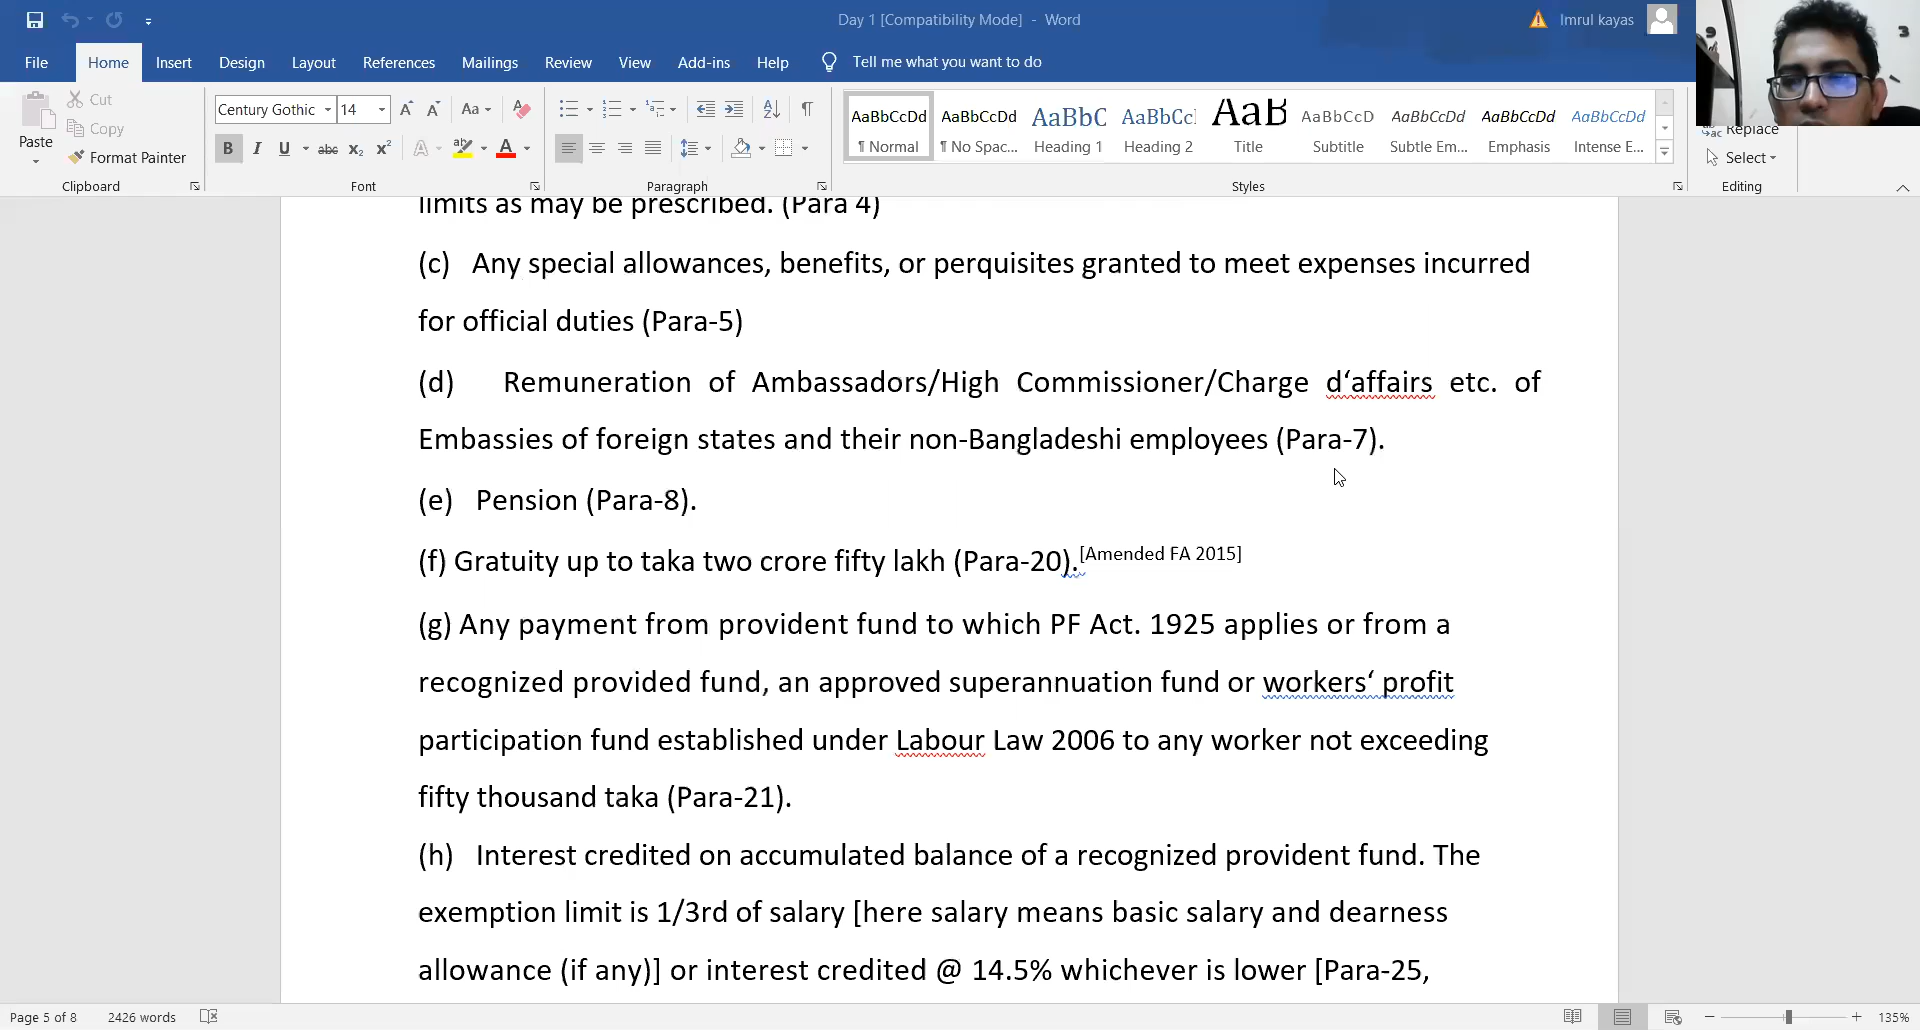 Day 1 [Compatibility Mode] - Word
Imrul kayas
9 3
File Home Insert Design Layout References Mailings Review View Add-ins Help Tell me what you want to do
Paste
Cut
Copy
Format Painter
Clipboard
Century Gothic 14
Font
Paragraph
AaBbCcDd AaBbCcDd AaBbC AaBbCcl AaB AaBbCcD AaBbCcDd AaBbCcDd AaBbCcDd
¶ Normal ¶ No Spac... Heading 1 Heading 2 Title Subtitle Subtle Em... Emphasis Intense E...
Styles
Replace
Select
Editing
limits as may be prescribed. (Para 4)
(c) Any special allowances, benefits, or perquisites granted to meet expenses incurred
for official duties (Para-5)
(d) Remuneration of Ambassadors/High Commissioner/Charge d‘affairs etc. of
Embassies of foreign states and their non-Bangladeshi employees (Para-7).
(e) Pension (Para-8).
(f) Gratuity up to taka two crore fifty lakh (Para-20).[Amended FA 2015]
(g) Any payment from provident fund to which PF Act. 1925 applies or from a
recognized provided fund, an approved superannuation fund or workers‘ profit
participation fund established under Labour Law 2006 to any worker not exceeding
fifty thousand taka (Para-21).
(h) Interest credited on accumulated balance of a recognized provident fund. The
exemption limit is 1/3rd of salary [here salary means basic salary and dearness
allowance (if any)] or interest credited @ 14.5% whichever is lower [Para-25,
Page 5 of 8 2426 words 135%